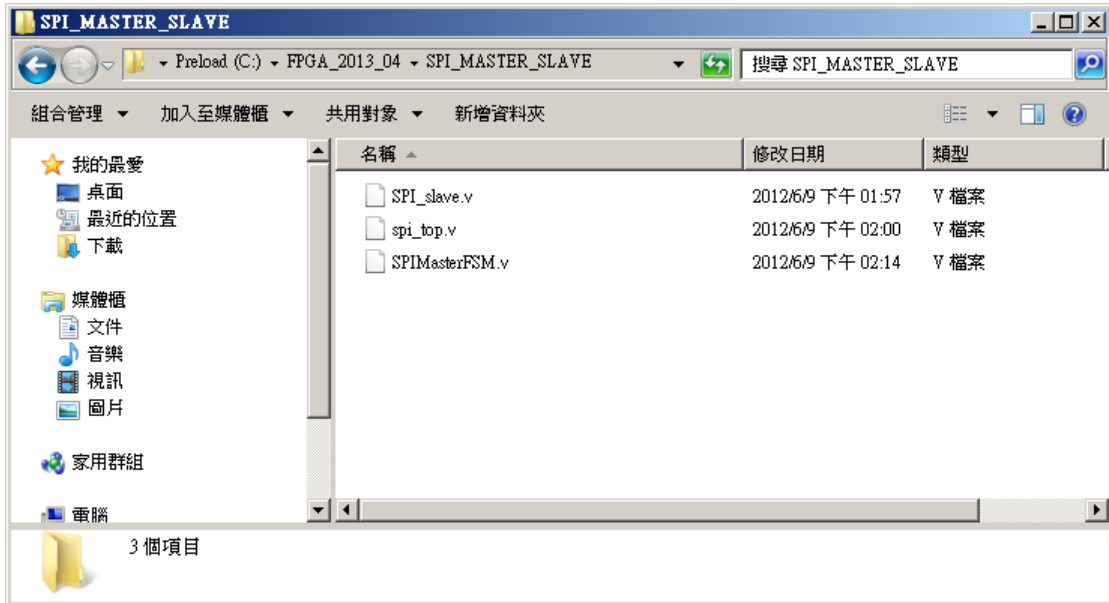 SPI_MASTER_SLAVE
Preload (C:) FPGA_2013_04 SPI_MASTER_SLAVE 搜尋 SPI_MASTER_SLAVE
組合管理 加入至媒體櫃 共用對象 新增資料夾
我的最愛
桌面
最近的位置
下載
媒體櫃
文件
音樂
視訊
圖片
家用群組
電腦
名稱 修改日期 類型
SPI_slave.v 2012/6/9 下午 01:57 V 檔案
spi_top.v 2012/6/9 下午 02:00 V 檔案
SPIMasterFSM.v 2012/6/9 下午 02:14 V 檔案
3 個項目